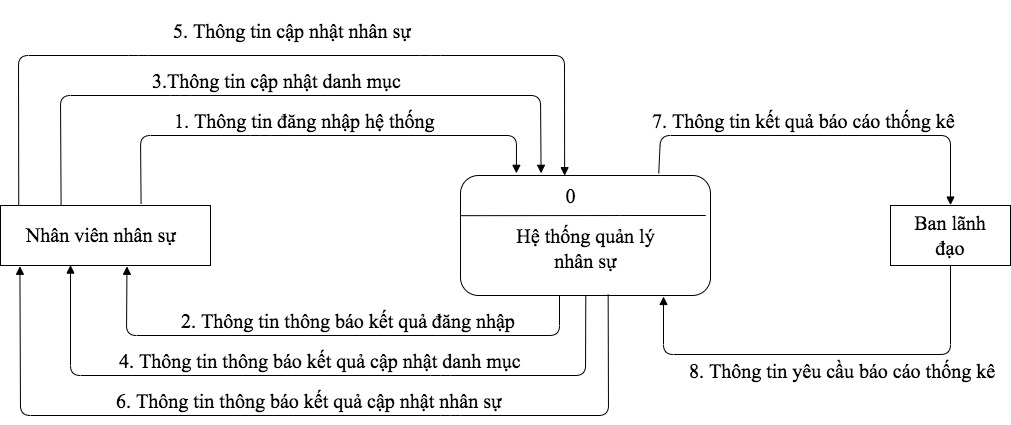 5. Thông tin cập nhật nhân sự
3.Thông tin cập nhật danh mục
1. Thông tin đăng nhập hệ thống
7. Thông tin kết quả báo cáo thống kê
0
Hệ thống quản lý
nhân sự
Nhân viên nhân sự
Ban lãnh
đạo
2. Thông tin thông báo kết quả đăng nhập
4. Thông tin thông báo kết quả cập nhật danh mục
8. Thông tin yêu cầu báo cáo thống kê
6. Thông tin thông báo kết quả cập nhật nhân sự